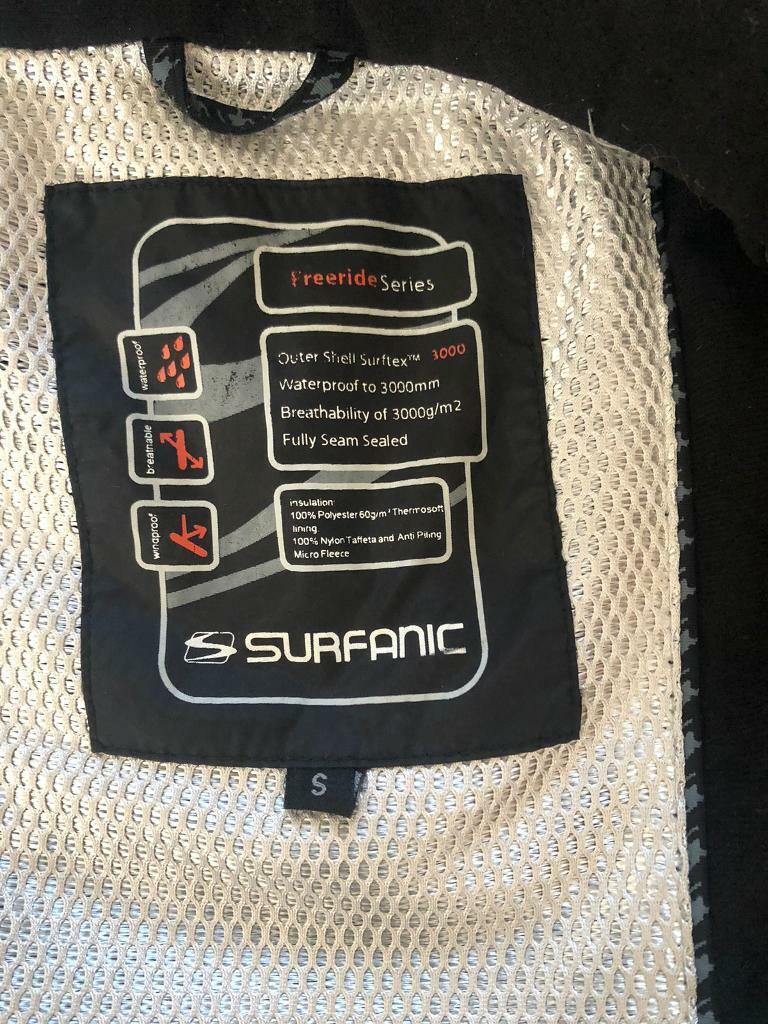 Freeride Series
Outer Shell Surftex™ 3000
Waterproof to 3000mm
Breathability of 3000g/m2
Fully Seam Sealed
waterproof
breathable
windproof
insulation:
100% Polyester 60g/m² Thermosoft
lining:
100% Nylon Taffeta and Anti Piling
Micro Fleece
SURFANIC
S